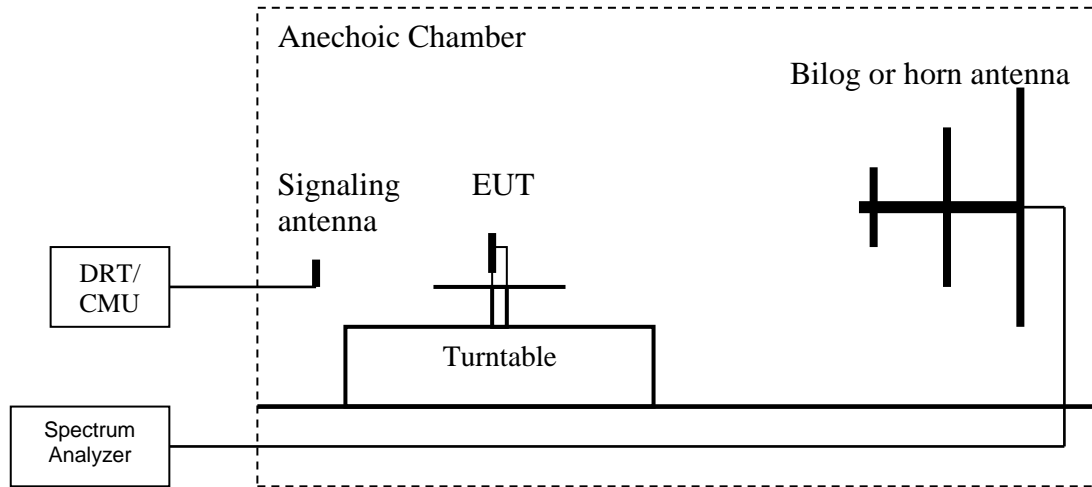 Anechoic Chamber
Bilog or horn antenna
Signaling
antenna
EUT
DRT/
CMU
Turntable
Spectrum
Analyzer